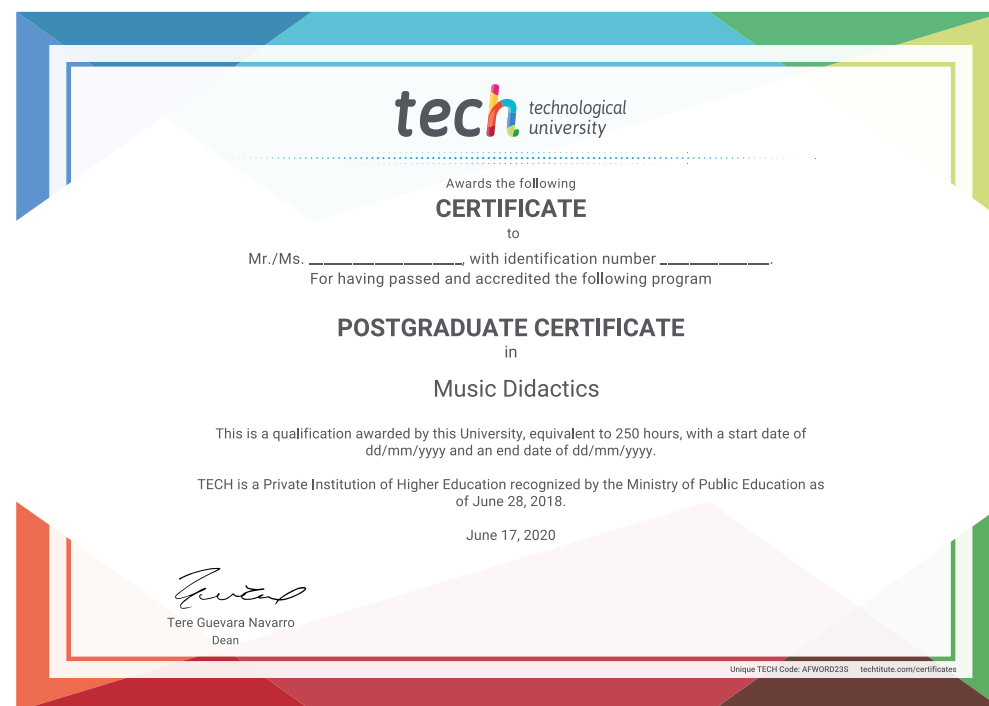 tech technological
university
Awards the following
CERTIFICATE
to
Mr./Ms. ____________________, with identification number ______________.
For having passed and accredited the following program
POSTGRADUATE CERTIFICATE
in
Music Didactics
This is a qualification awarded by this University, equivalent to 250 hours, with a start date of
dd/mm/yyyy and an end date of dd/mm/yyyy.
TECH is a Private Institution of Higher Education recognized by the Ministry of Public Education as
of June 28, 2018.
June 17, 2020
Tere Guevara Navarro
Dean
Unique TECH Code: AFWORD23S techtitute.com/certificates